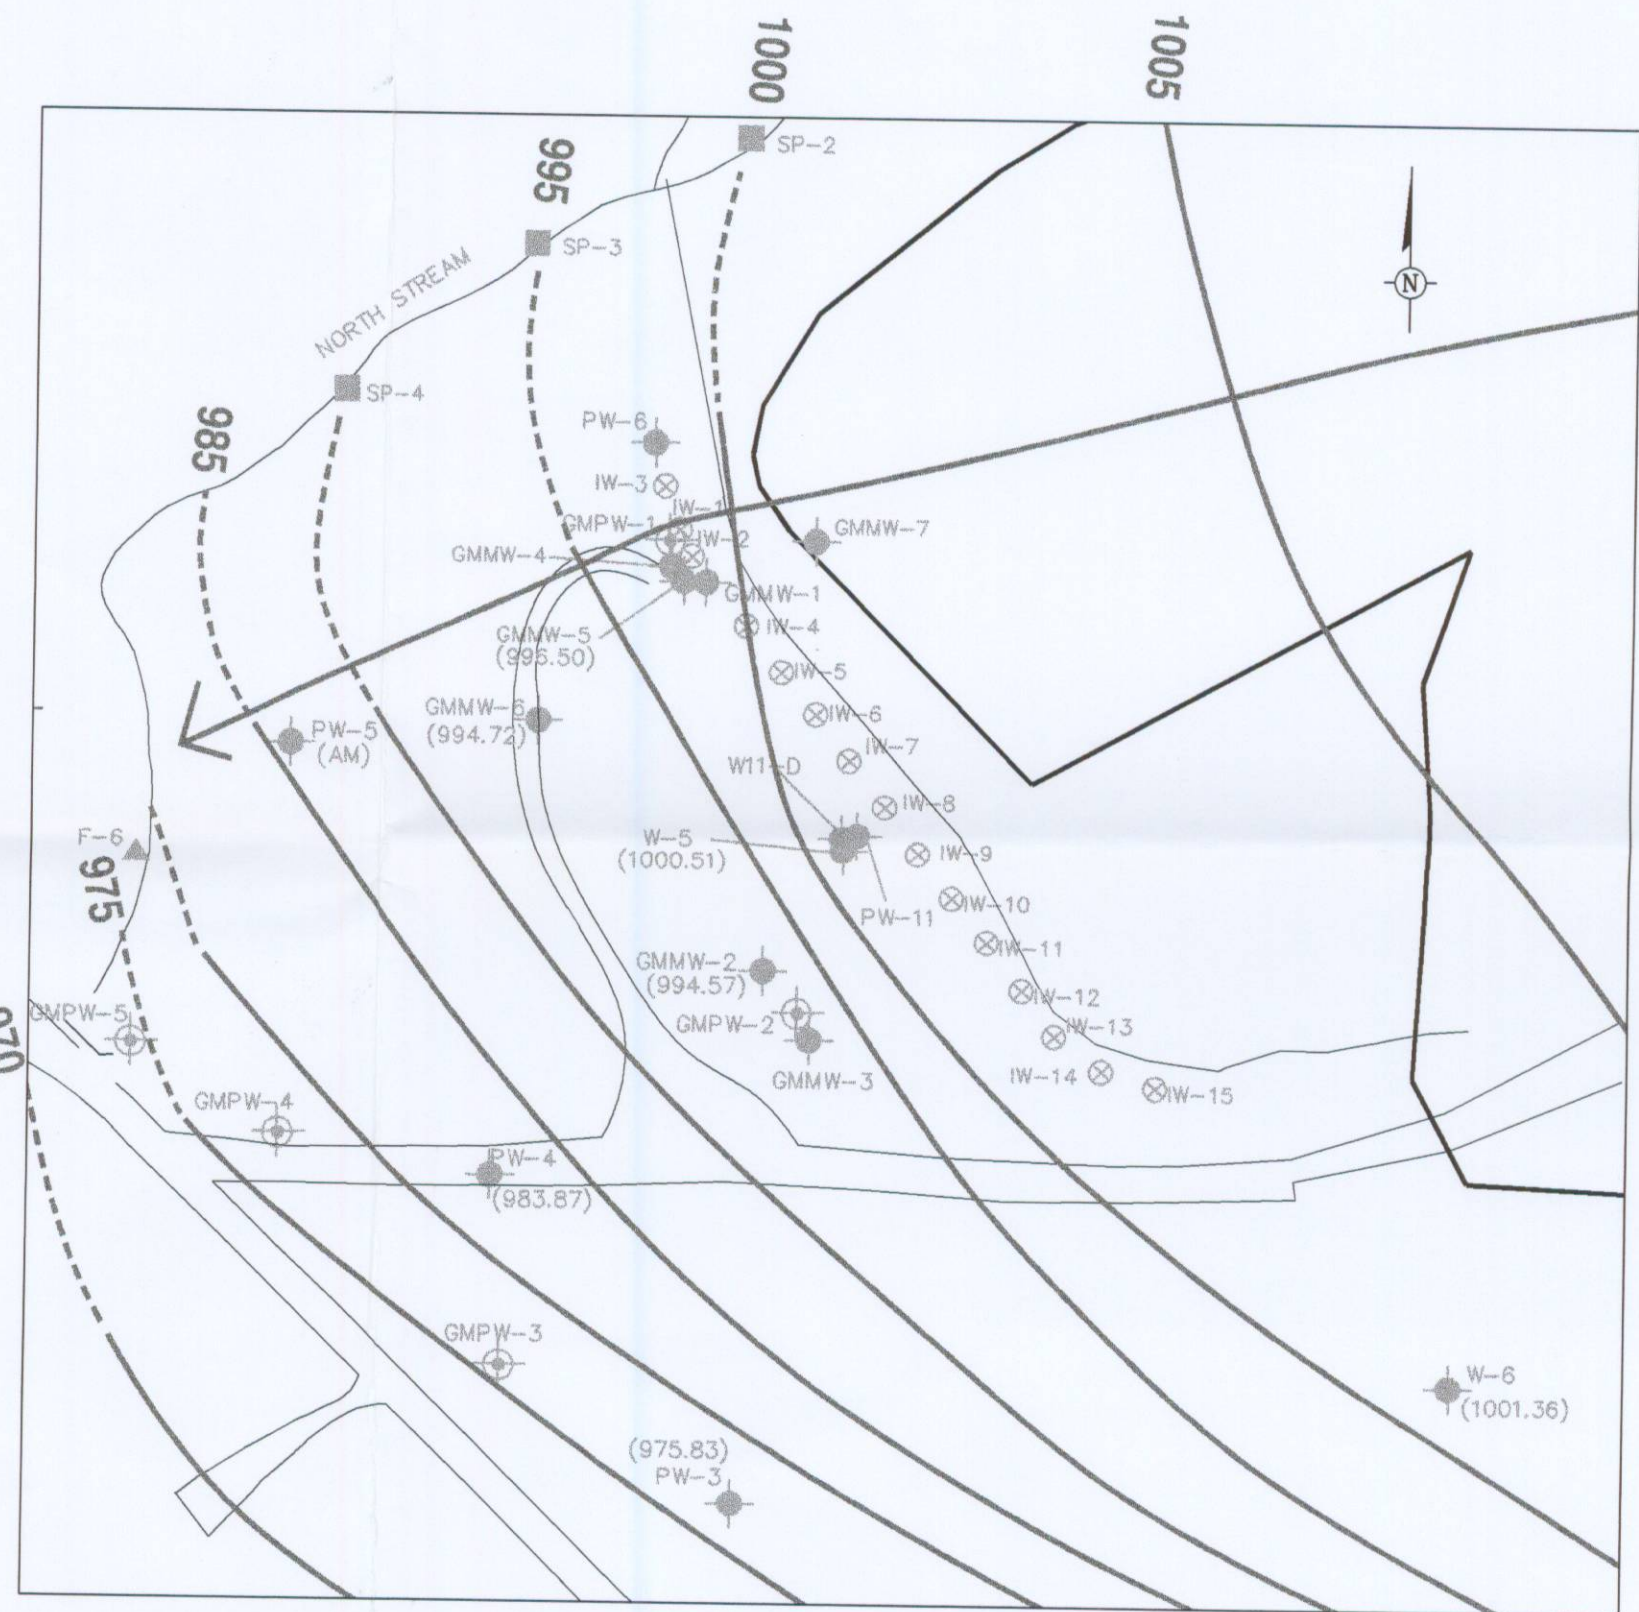 1000
1005
995
SP-2
SP-3
N
NORTH STREAM
SP-4
985
PW-6
IW-3
IW-1
GMPW-1
IW-2
GMMW-7
GMMW-4
GMMW-1
GMMW-5
(996.50)
IW-4
IW-5
GMMW-6
(994.72)
IW-6
PW-5
(AM)
IW-7
W11-D
IW-8
F-6
W-5
(1000.51)
IW-9
975
IW-10
PW-11
IW-11
GMMW-2
(994.57)
IW-12
GMPW-5
GMPW-2
IW-13
970
GMMW-3
IW-14
IW-15
GMPW-4
PW-4
(983.87)
GMPW-3
W-6
(1001.36)
(975.83)
PW-3